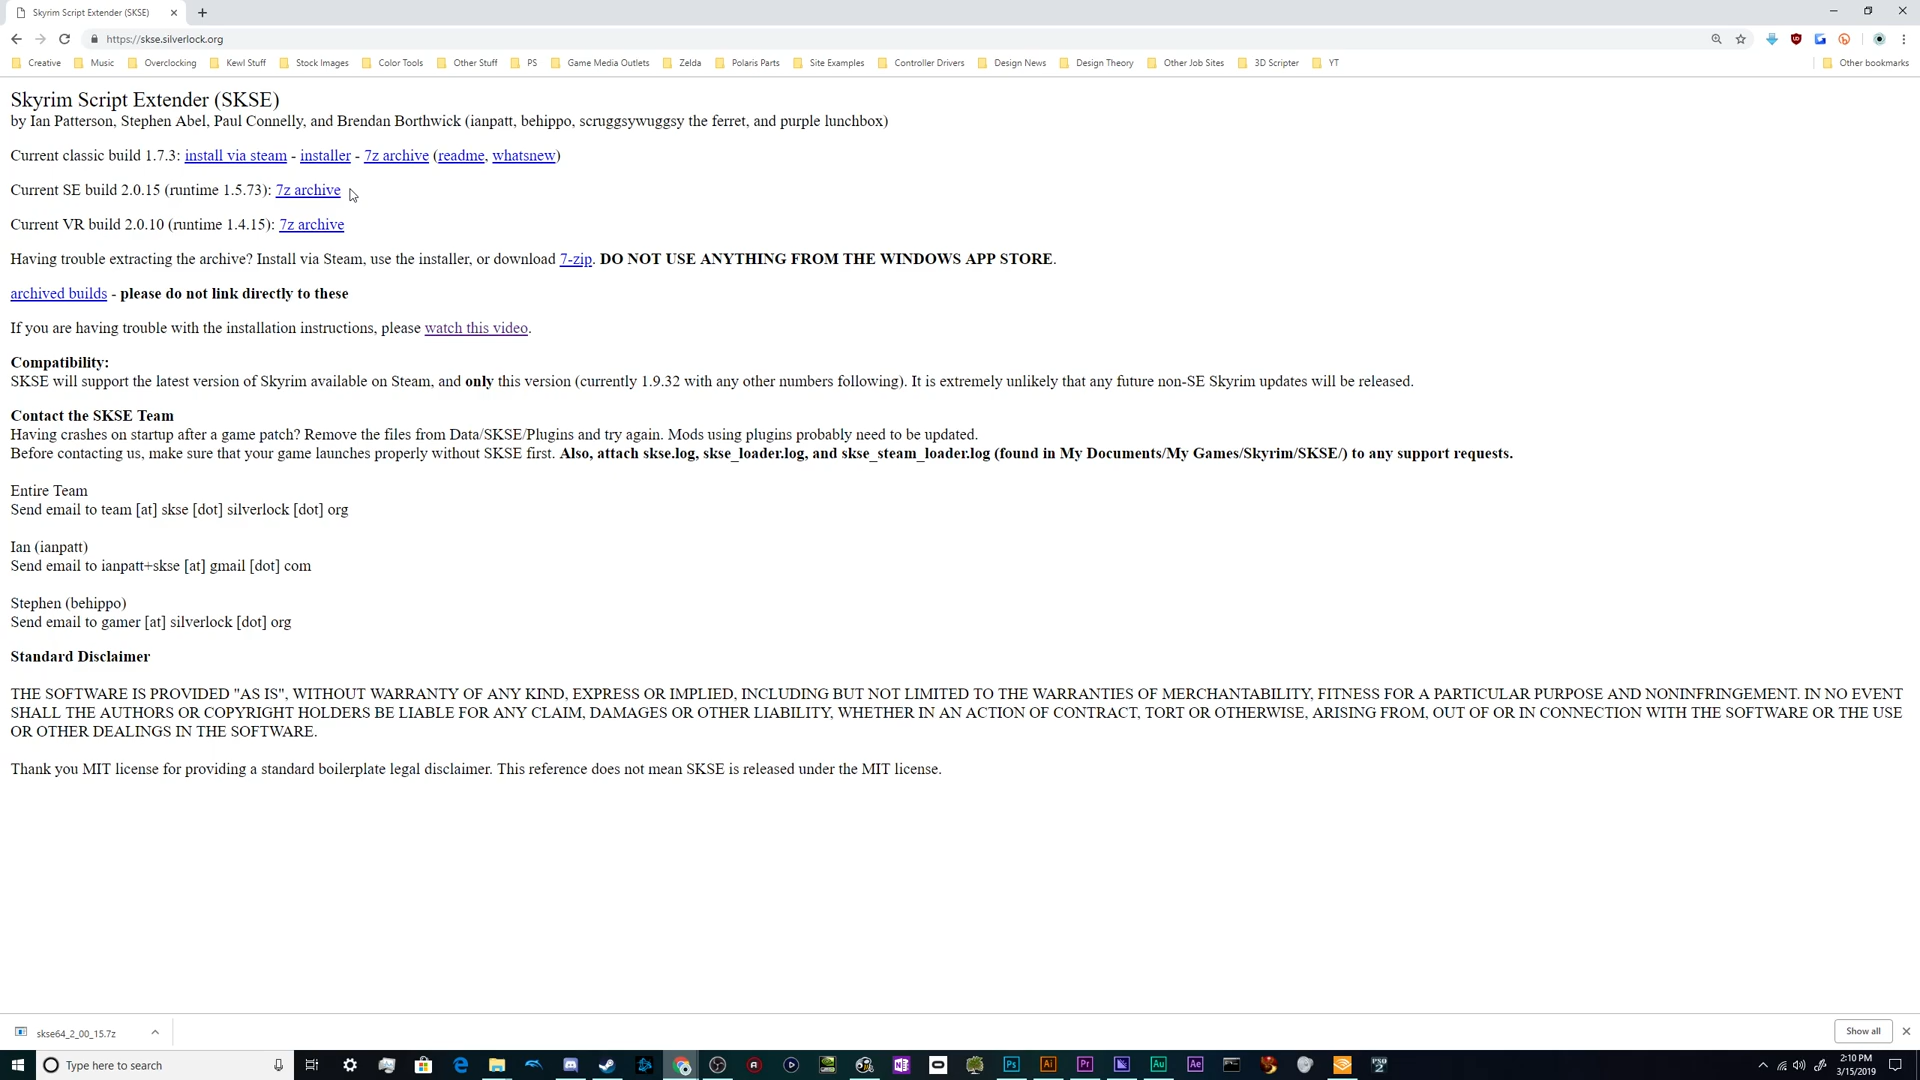 Skyrim Script Extender (SKSE)
https://skse.silverlock.org
Creative Music Overclocking Kewl Stuff Stock Images Color Tools Other Stuff PS Game Media Outlets Zelda Polaris Parts Site Examples Controller Drivers Design News Design Theory Other Job Sites 3D Scripter YT Other bookmarks
Skyrim Script Extender (SKSE)
by Ian Patterson, Stephen Abel, Paul Connelly, and Brendan Borthwick (ianpatt, behippo, scruggsywuggsy the ferret, and purple lunchbox)
Current classic build 1.7.3: install via steam - installer - 7z archive (readme, whatsnew)
Current SE build 2.0.15 (runtime 1.5.73): 7z archive
Current VR build 2.0.10 (runtime 1.4.15): 7z archive
Having trouble extracting the archive? Install via Steam, use the installer, or download 7-zip. DO NOT USE ANYTHING FROM THE WINDOWS APP STORE.
archived builds - please do not link directly to these
If you are having trouble with the installation instructions, please watch this video.
Compatibility:
SKSE will support the latest version of Skyrim available on Steam, and only this version (currently 1.9.32 with any other numbers following). It is extremely unlikely that any future non-SE Skyrim updates will be released.
Contact the SKSE Team
Having crashes on startup after a game patch? Remove the files from Data/SKSE/Plugins and try again. Mods using plugins probably need to be updated.
Before contacting us, make sure that your game launches properly without SKSE first. Also, attach skse.log, skse_loader.log, and skse_steam_loader.log (found in My Documents/My Games/Skyrim/SKSE/) to any support requests.
Entire Team
Send email to team [at] skse [dot] silverlock [dot] org
Ian (ianpatt)
Send email to ianpatt+skse [at] gmail [dot] com
Stephen (behippo)
Send email to gamer [at] silverlock [dot] org
Standard Disclaimer
THE SOFTWARE IS PROVIDED "AS IS", WITHOUT WARRANTY OF ANY KIND, EXPRESS OR IMPLIED, INCLUDING BUT NOT LIMITED TO THE WARRANTIES OF MERCHANTABILITY, FITNESS FOR A PARTICULAR PURPOSE AND NONINFRINGEMENT. IN NO EVENT
SHALL THE AUTHORS OR COPYRIGHT HOLDERS BE LIABLE FOR ANY CLAIM, DAMAGES OR OTHER LIABILITY, WHETHER IN AN ACTION OF CONTRACT, TORT OR OTHERWISE, ARISING FROM, OUT OF OR IN CONNECTION WITH THE SOFTWARE OR THE USE
OR OTHER DEALINGS IN THE SOFTWARE.
Thank you MIT license for providing a standard boilerplate legal disclaimer. This reference does not mean SKSE is released under the MIT license.
skse64_2_00_15.7z Show all
Type here to search Ps Ai Pr Au Ae 2:10 PM
3/15/2019